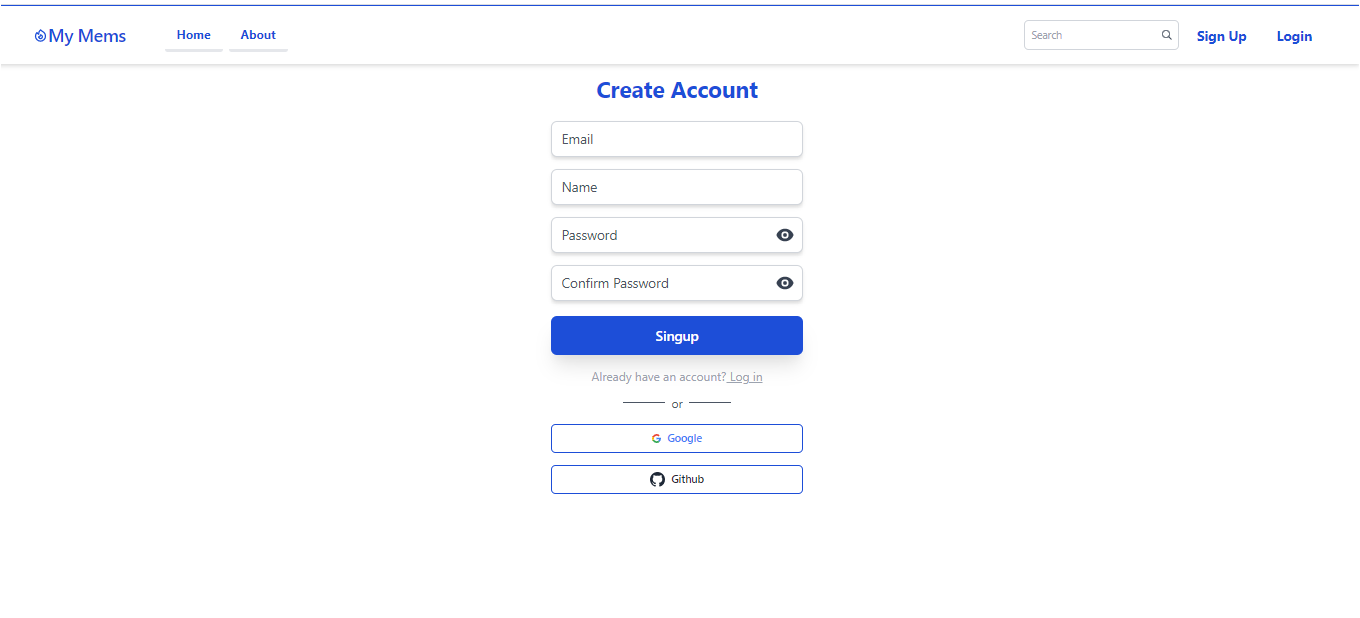 My Mems Home About Search Sign Up Login
Create Account
Email
Name
Password
Confirm Password
Singup
Already have an account? Log in
or
Google
Github